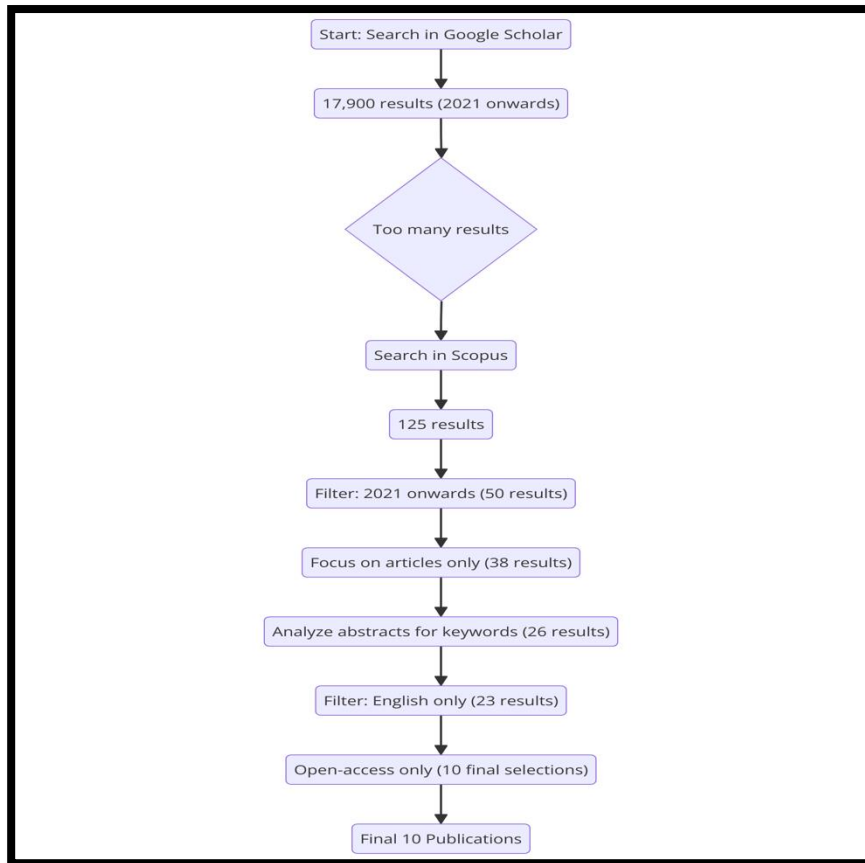 Start: Search in Google Scholar
17,900 results (2021 onwards)
Too many results
Search in Scopus
125 results
Filter: 2021 onwards (50 results)
Focus on articles only (38 results)
Analyze abstracts for keywords (26 results)
Filter: English only (23 results)
Open-access only (10 final selections)
Final 10 Publications